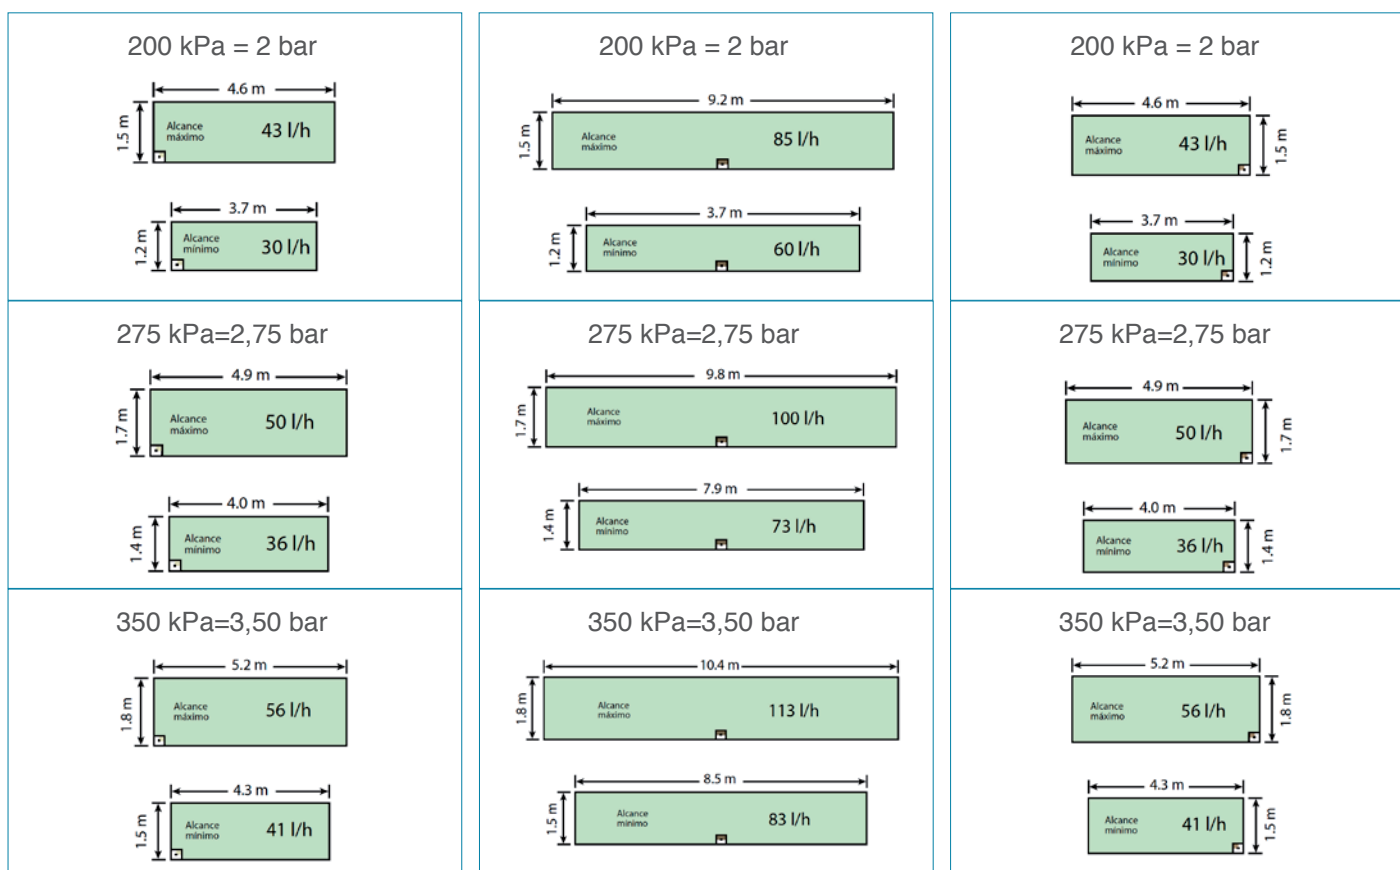 200 kPa = 2 bar
4.6 m
1.5 m
Alcance
máximo
43 l/h
3.7 m
1.2 m
Alcance
mínimo
30 l/h
200 kPa = 2 bar
9.2 m
1.5 m
Alcance
máximo
85 l/h
3.7 m
1.2 m
Alcance
mínimo
60 l/h
200 kPa = 2 bar
4.6 m
Alcance
máximo
43 l/h
1.5 m
3.7 m
Alcance
mínimo
30 l/h
1.2 m
275 kPa=2,75 bar
4.9 m
1.7 m
Alcance
máximo
50 l/h
4.0 m
1.4 m
Alcance
mínimo
36 l/h
275 kPa=2,75 bar
9.8 m
1.7 m
Alcance
máximo
100 l/h
7.9 m
1.4 m
Alcance
mínimo
73 l/h
275 kPa=2,75 bar
4.9 m
Alcance
máximo
50 l/h
1.7 m
4.0 m
Alcance
mínimo
36 l/h
1.4 m
350 kPa=3,50 bar
5.2 m
1.8 m
Alcance
máximo
56 l/h
4.3 m
1.5 m
Alcance
mínimo
41 l/h
350 kPa=3,50 bar
10.4 m
1.8 m
Alcance
máximo
113 l/h
8.5 m
1.5 m
Alcance
mínimo
83 l/h
350 kPa=3,50 bar
5.2 m
Alcance
máximo
56 l/h
1.8 m
4.3 m
Alcance
mínimo
41 l/h
1.5 m